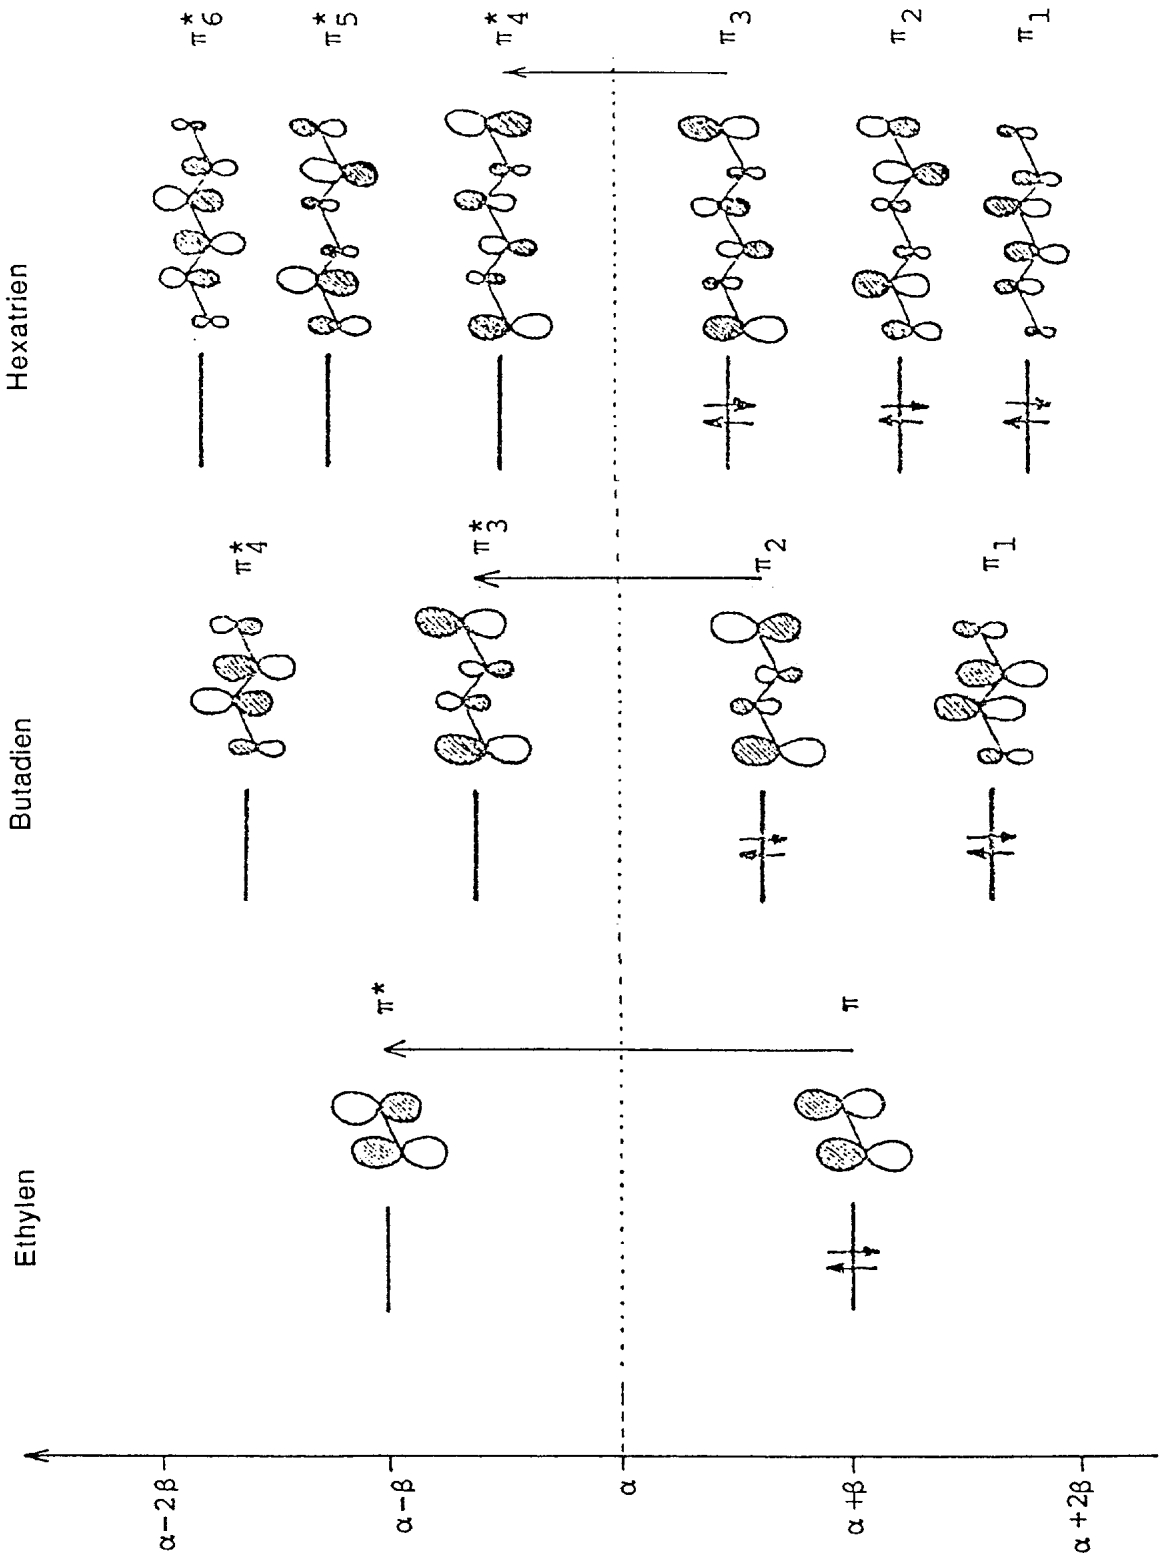 Ethylen
Butadien
Hexatrien
α−2β
α−β
α
α+β
α+2β
π*
π
π*4
π*3
π2
π1
π*6
π*5
π*4
π3
π2
π1